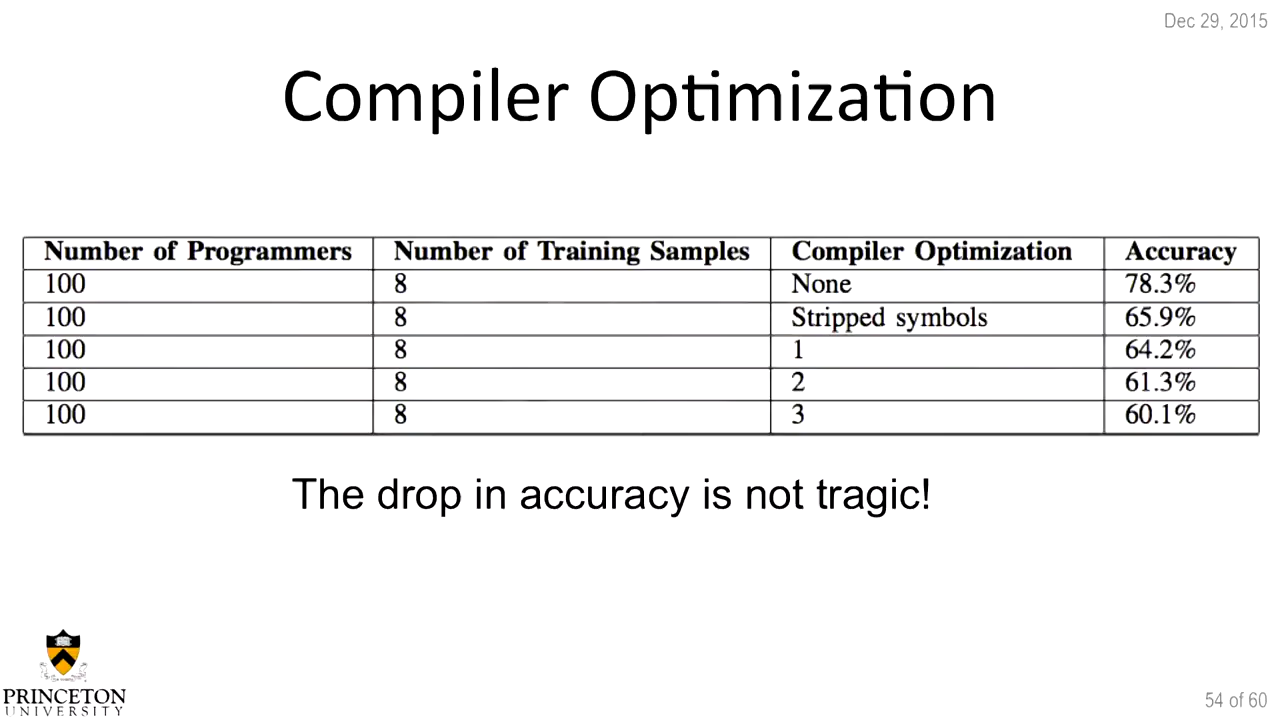 Dec 29, 2015
Compiler Optimization
Number of Programmers Number of Training Samples Compiler Optimization Accuracy
100 8 None 78.3%
100 8 Stripped symbols 65.9%
100 8 1 64.2%
100 8 2 61.3%
100 8 3 60.1%
The drop in accuracy is not tragic!
PRINCETON
UNIVERSITY
54 of 60